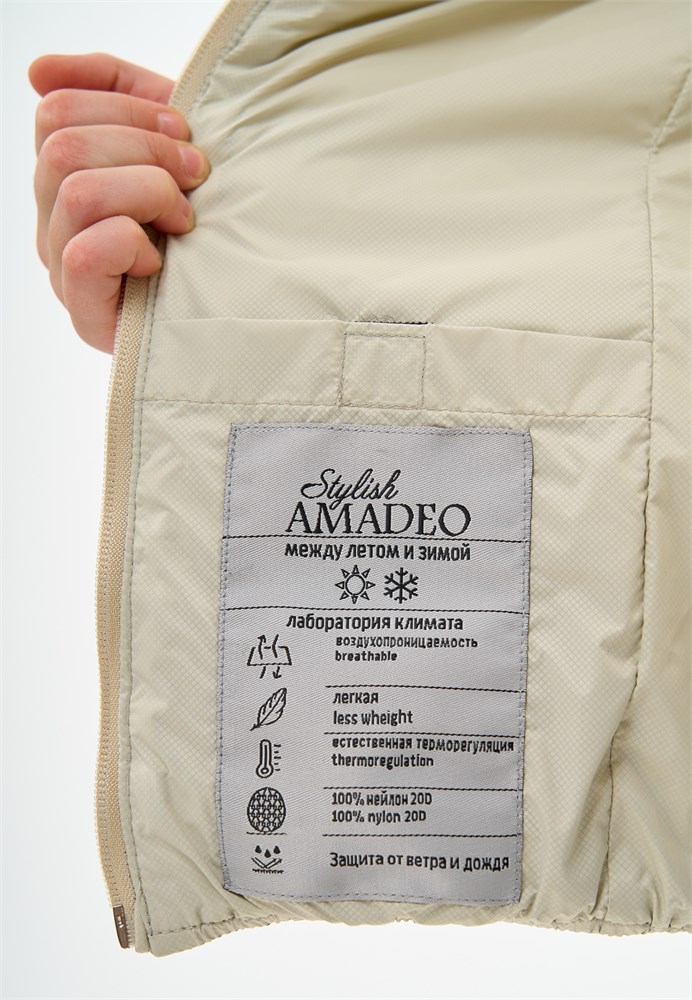 Stylish
AMADEO
между летом и зимой
лаборатория климата
воздухопроницаемость
breathable
легкая
less wheight
естественная терморегуляция
thermoregulation
100% нейлон 20D
100% nylon 20D
Защита от ветра и дождя